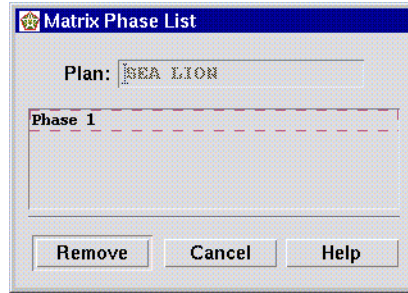 Matrix Phase List
Plan: SEA LION
Phase 1
Remove Cancel Help